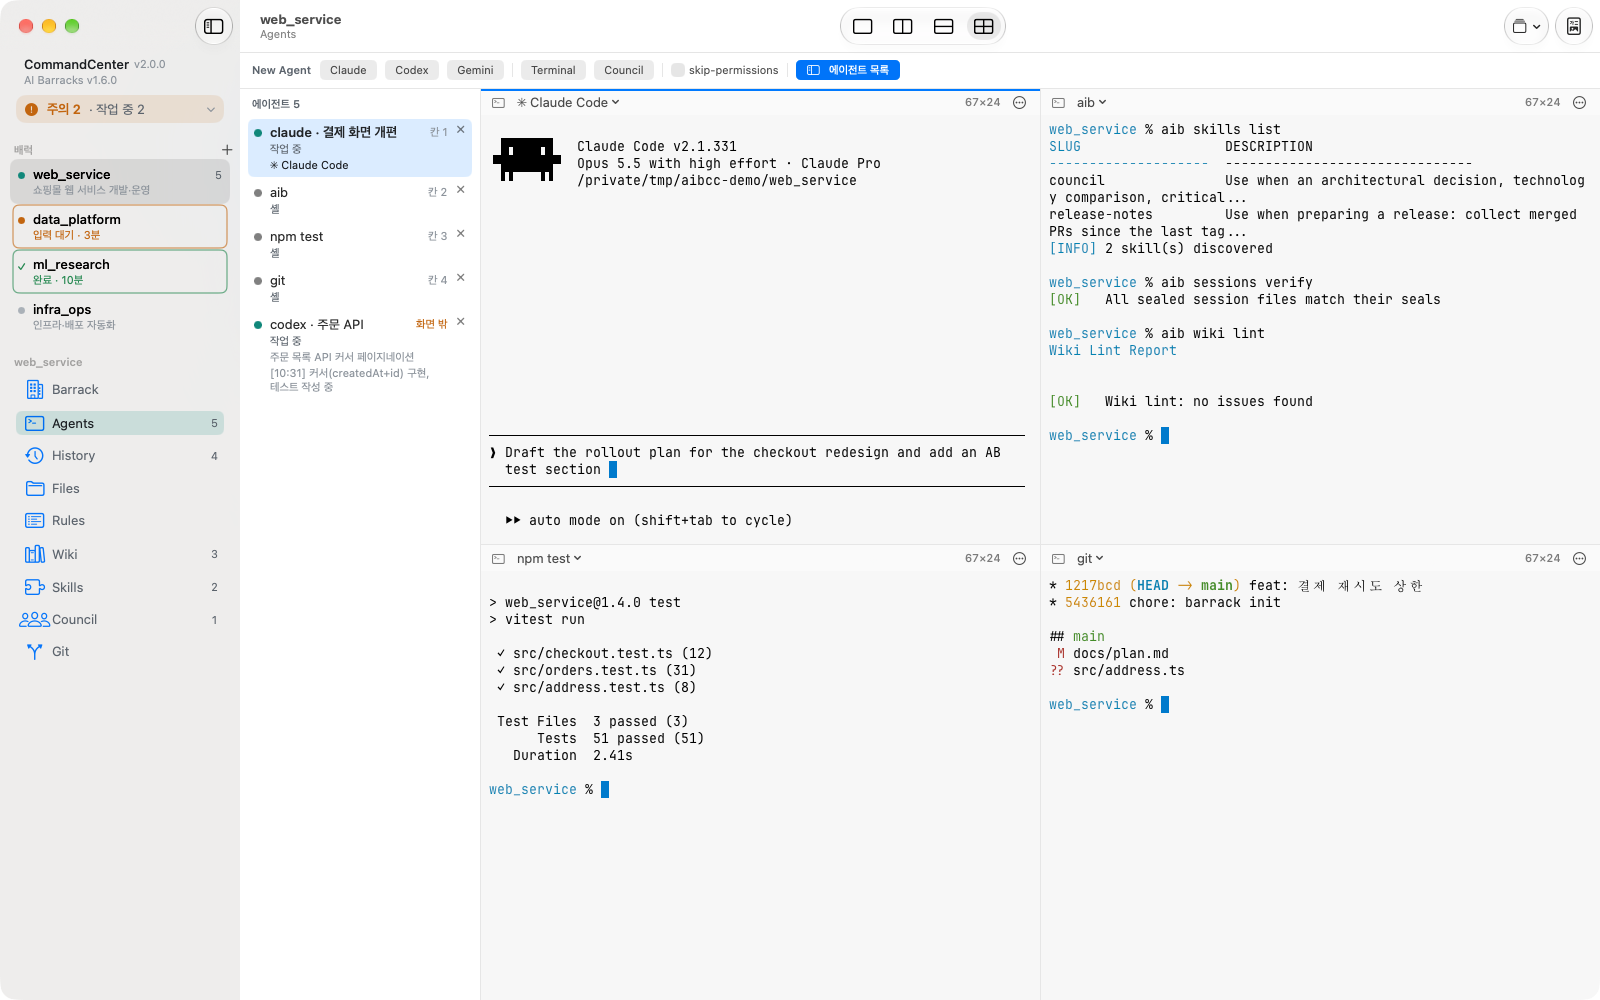 CommandCenter v2.0.0
AI Barracks v1.6.0
주의 2 · 작업 중 2
배럭
web_service 5
쇼핑몰 웹 서비스 개발·운영
data_platform
입력 대기 · 3분
ml_research
완료 · 10분
infra_ops
인프라·배포 자동화
web_service
Barrack
Agents 5
History 4
Files
Rules
Wiki 3
Skills 2
Council 1
Git
web_service
Agents
New Agent Claude Codex Gemini Terminal Council skip-permissions 에이전트 목록
에이전트 5
claude · 결제 화면 개편 칸 1
작업 중
✳ Claude Code
aib 칸 2
셸
npm test 칸 3
셸
git 칸 4
셸
codex · 주문 API 화면 밖
작업 중
주문 목록 API 커서 페이지네이션
[10:31] 커서(createdAt+id) 구현,
테스트 작성 중
✳ Claude Code 67×24
Claude Code v2.1.331
Opus 5.5 with high effort · Claude Pro
/private/tmp/aibcc-demo/web_service
❯ Draft the rollout plan for the checkout redesign and add an AB
test section
⏵⏵ auto mode on (shift+tab to cycle)
aib 67×24
web_service % aib skills list
SLUG DESCRIPTION
-------------------- -------------------------------
council Use when an architectural decision, technolog
y comparison, critical...
release-notes Use when preparing a release: collect merged
PRs since the last tag...
[INFO] 2 skill(s) discovered
web_service % aib sessions verify
[OK] All sealed session files match their seals
web_service % aib wiki lint
Wiki Lint Report
[OK] Wiki lint: no issues found
web_service %
npm test 67×24
> web_service@1.4.0 test
> vitest run
✓ src/checkout.test.ts (12)
✓ src/orders.test.ts (31)
✓ src/address.test.ts (8)
Test Files 3 passed (3)
Tests 51 passed (51)
Duration 2.41s
web_service %
git 67×24
* 1217bcd (HEAD -> main) feat: 결제 재시도 상한
* 5436161 chore: barrack init
## main
M docs/plan.md
?? src/address.ts
web_service %